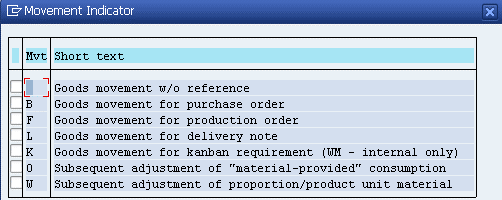 Movement Indicator
Mvt Short text
Goods movement w/o reference
B Goods movement for purchase order
F Goods movement for production order
L Goods movement for delivery note
K Goods movement for kanban requirement (WM - internal only)
O Subsequent adjustment of "material-provided" consumption
W Subsequent adjustment of proportion/product unit material